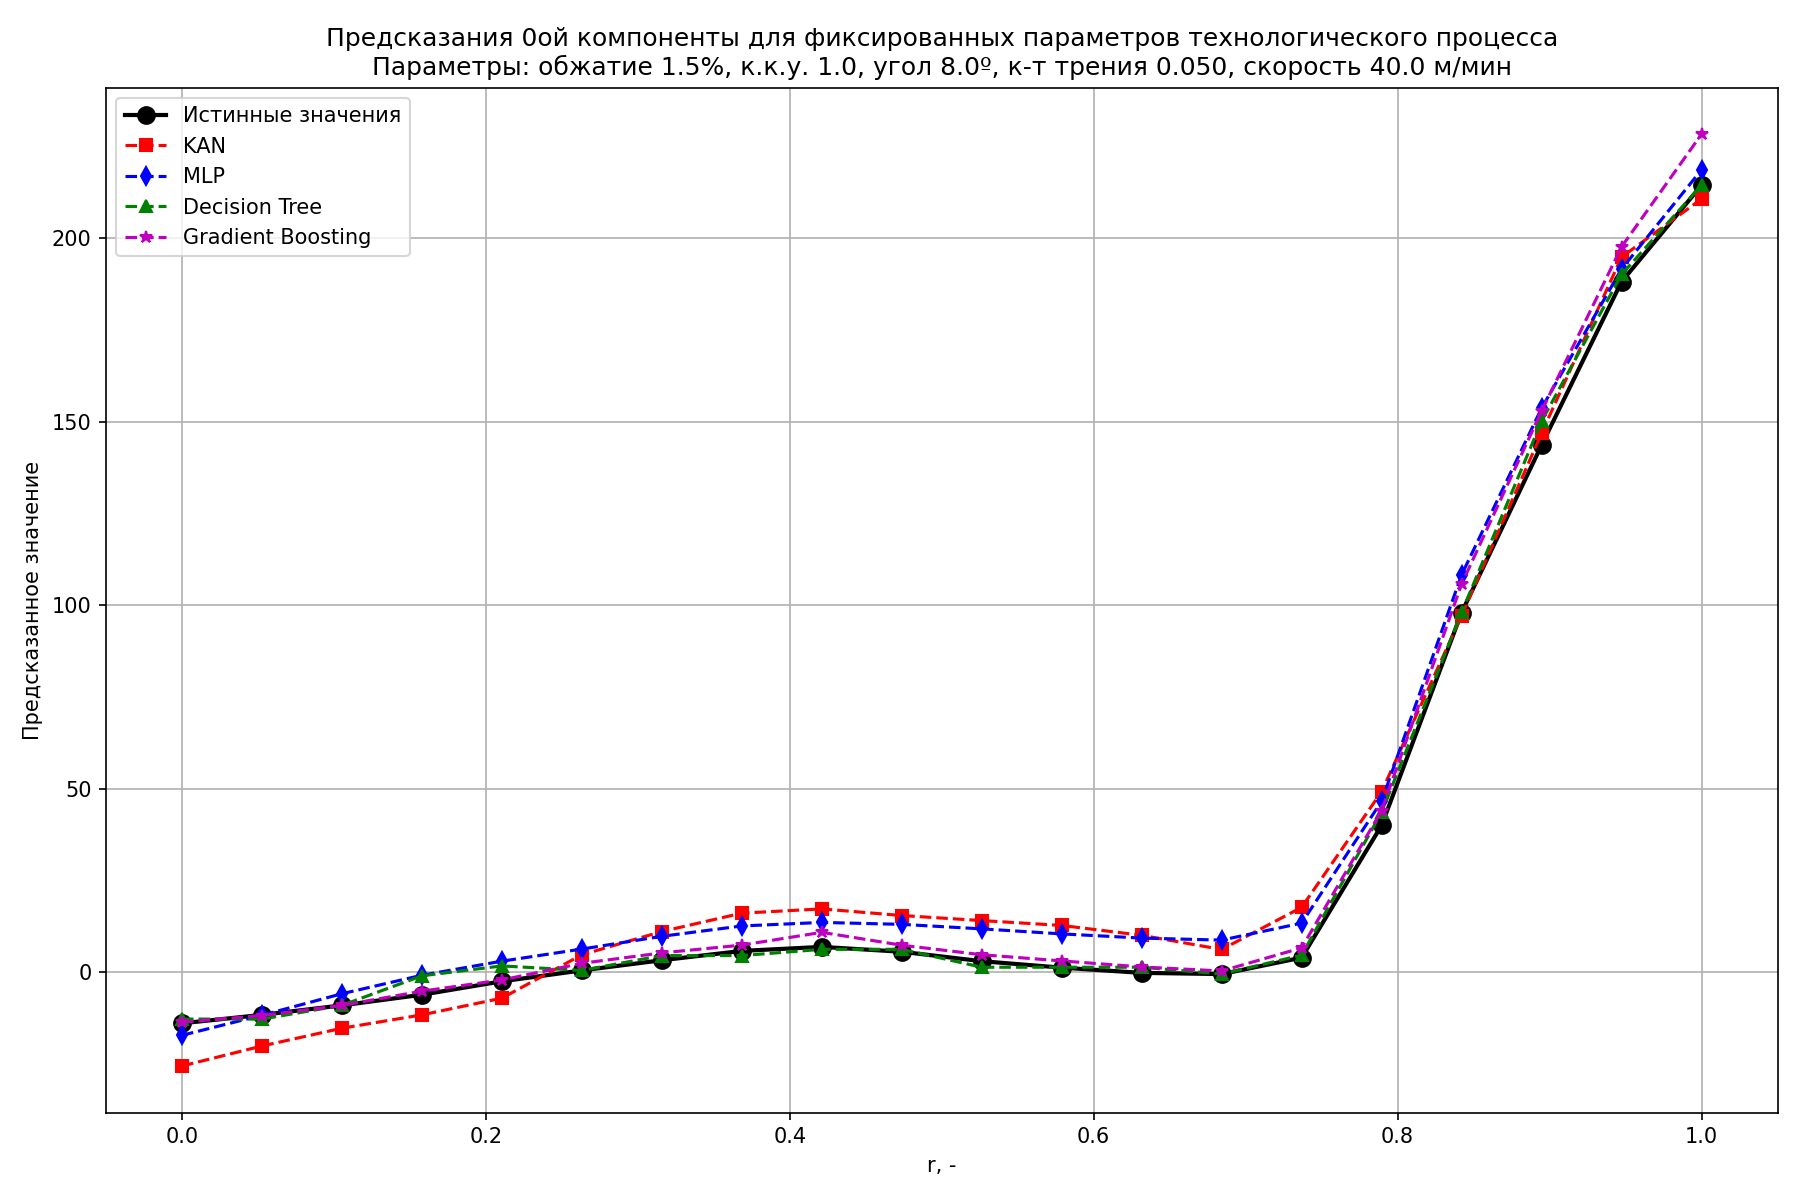 Предсказания 0ой компоненты для фиксированных параметров технологического процесса
Параметры: обжатие 1.5%, к.к.у. 1.0, угол 8.0º, к-т трения 0.050, скорость 40.0 м/мин
Истинные значения
KAN
MLP
Decision Tree
Gradient Boosting
Предсказанное значение
200
150
100
50
0
0.0
0.2
0.4
0.6
0.8
1.0
r, -